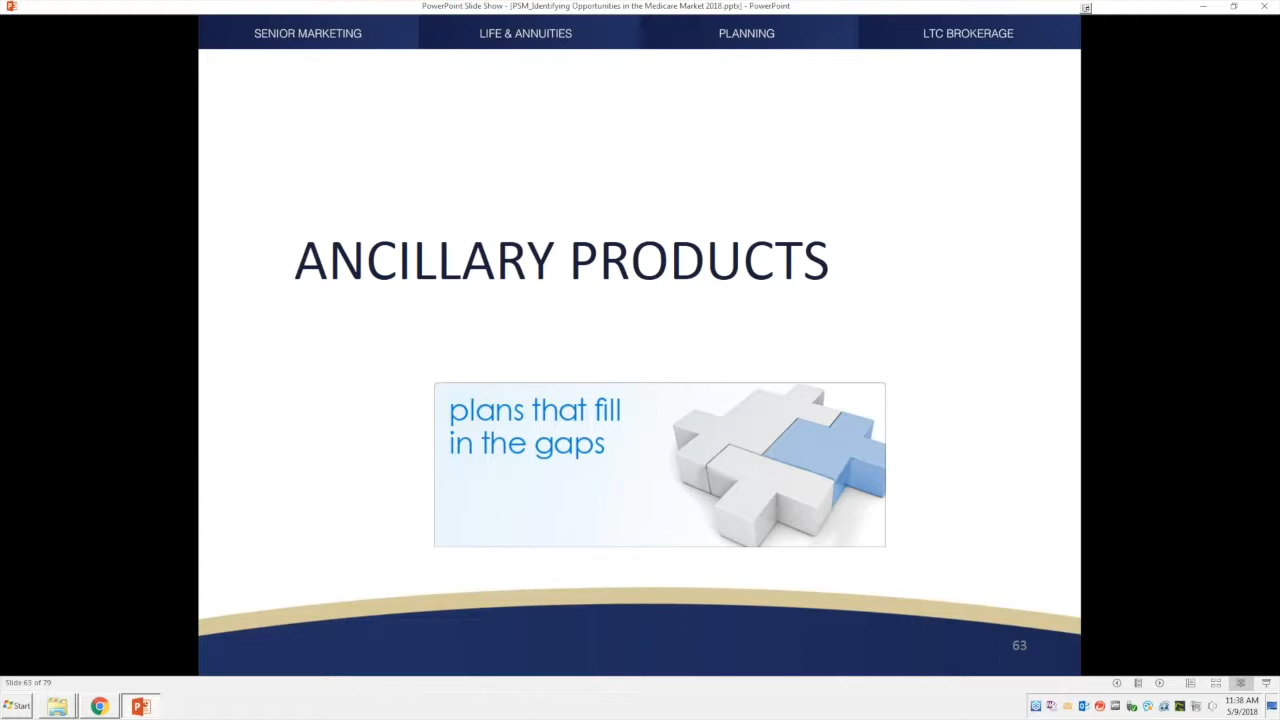 PowerPoint Slide Show - [PSM_Identifying Opportunities in the Medicare Market 2018.pptx] - PowerPoint
SENIOR MARKETING
LIFE & ANNUITIES
PLANNING
LTC BROKERAGE
ANCILLARY PRODUCTS
plans that fill
in the gaps
63
Slide 63 of 79
Start
11:38 AM
5/9/2018